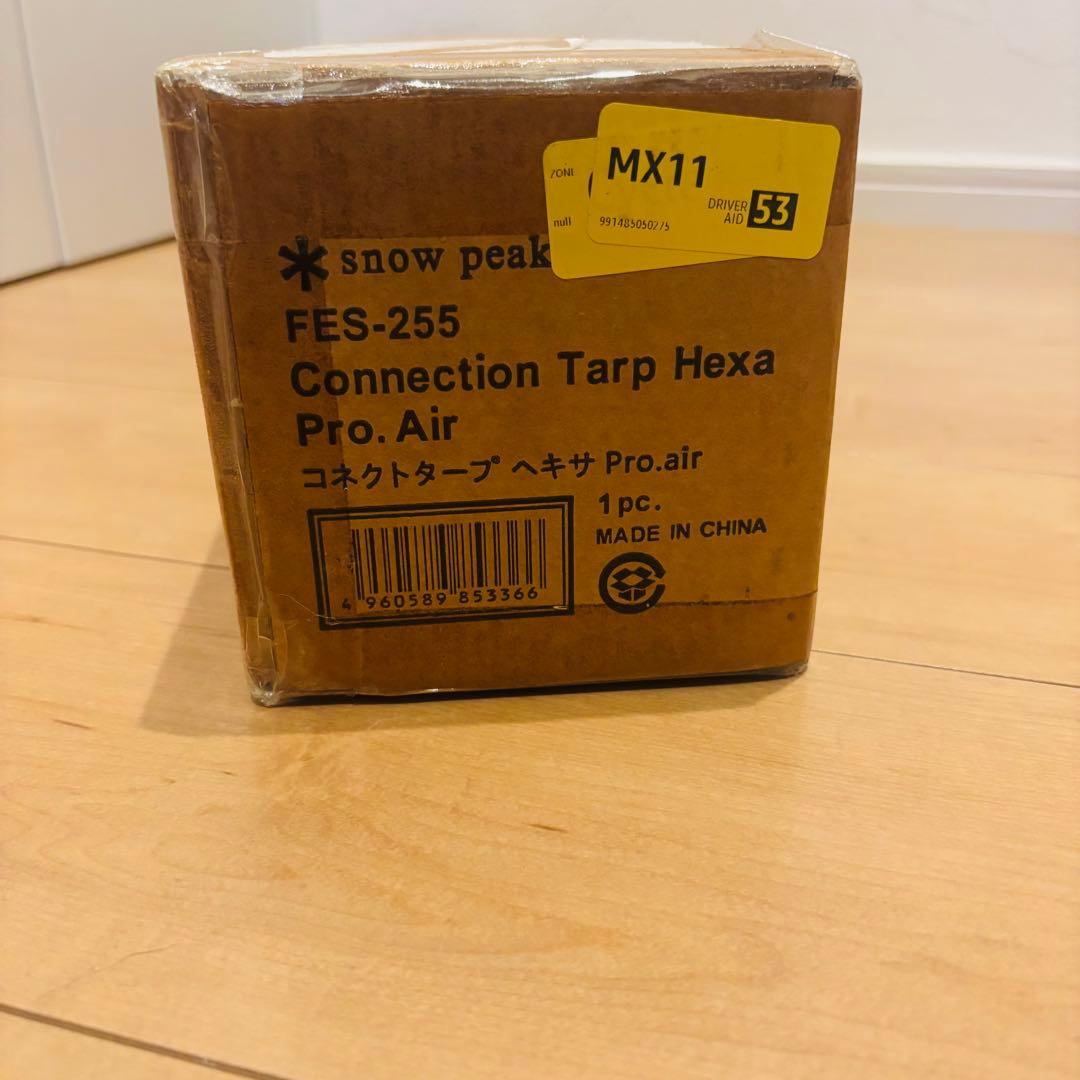 ZONE
MX11
DRIVER
AID 53
null
991485050275
snow peak
FES-255
Connection Tarp Hexa
Pro. Air
コネクトタープ ヘキサ Pro.air
1pc.
MADE IN CHINA
4 960589 853366